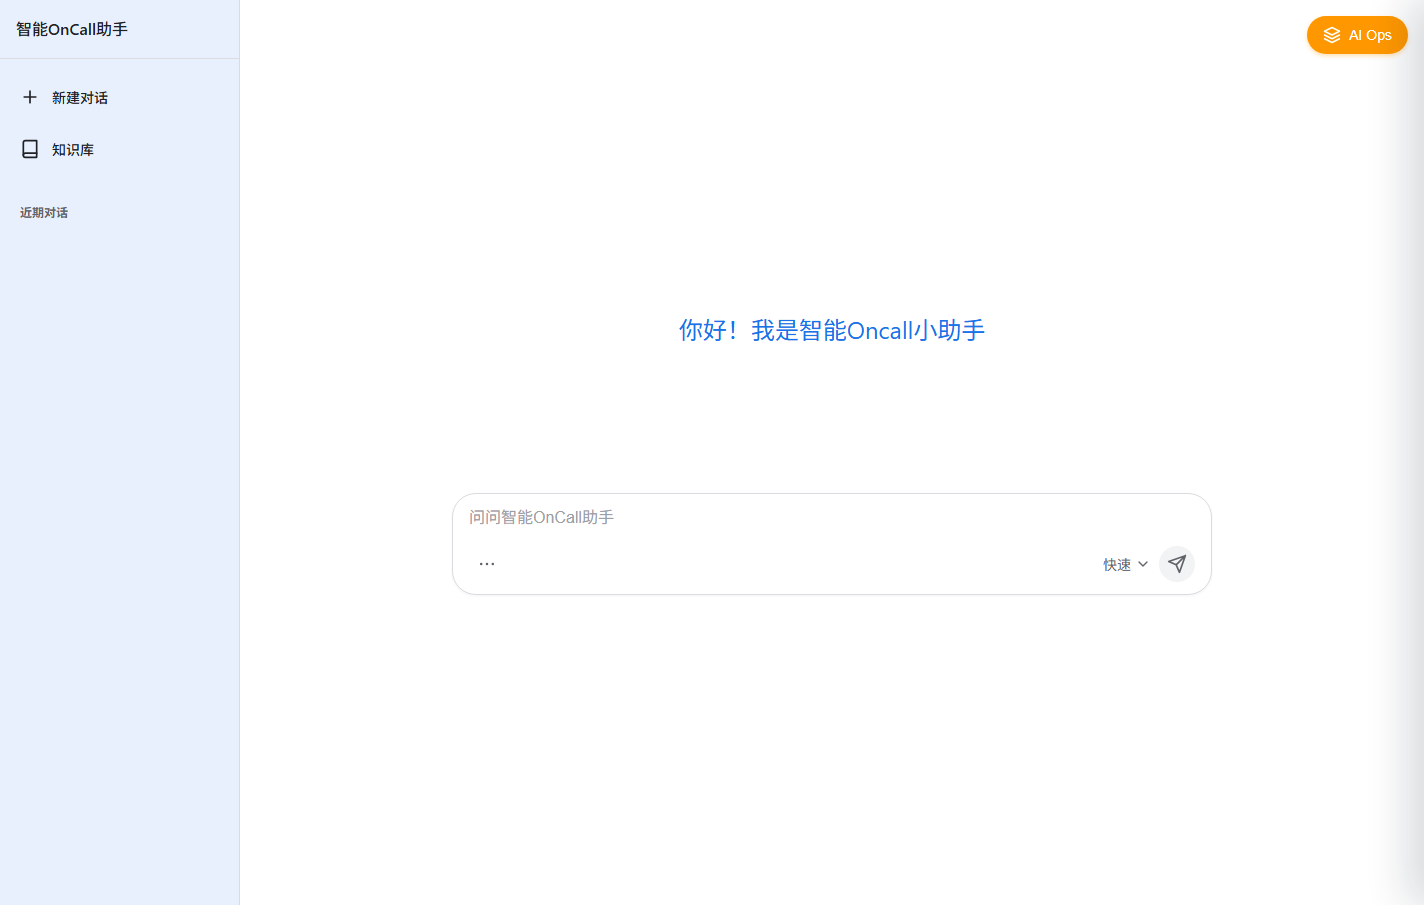 智能OnCall助手
新建对话
知识库
近期对话
AI Ops
你好！我是智能Oncall小助手
问问智能OnCall助手
快速